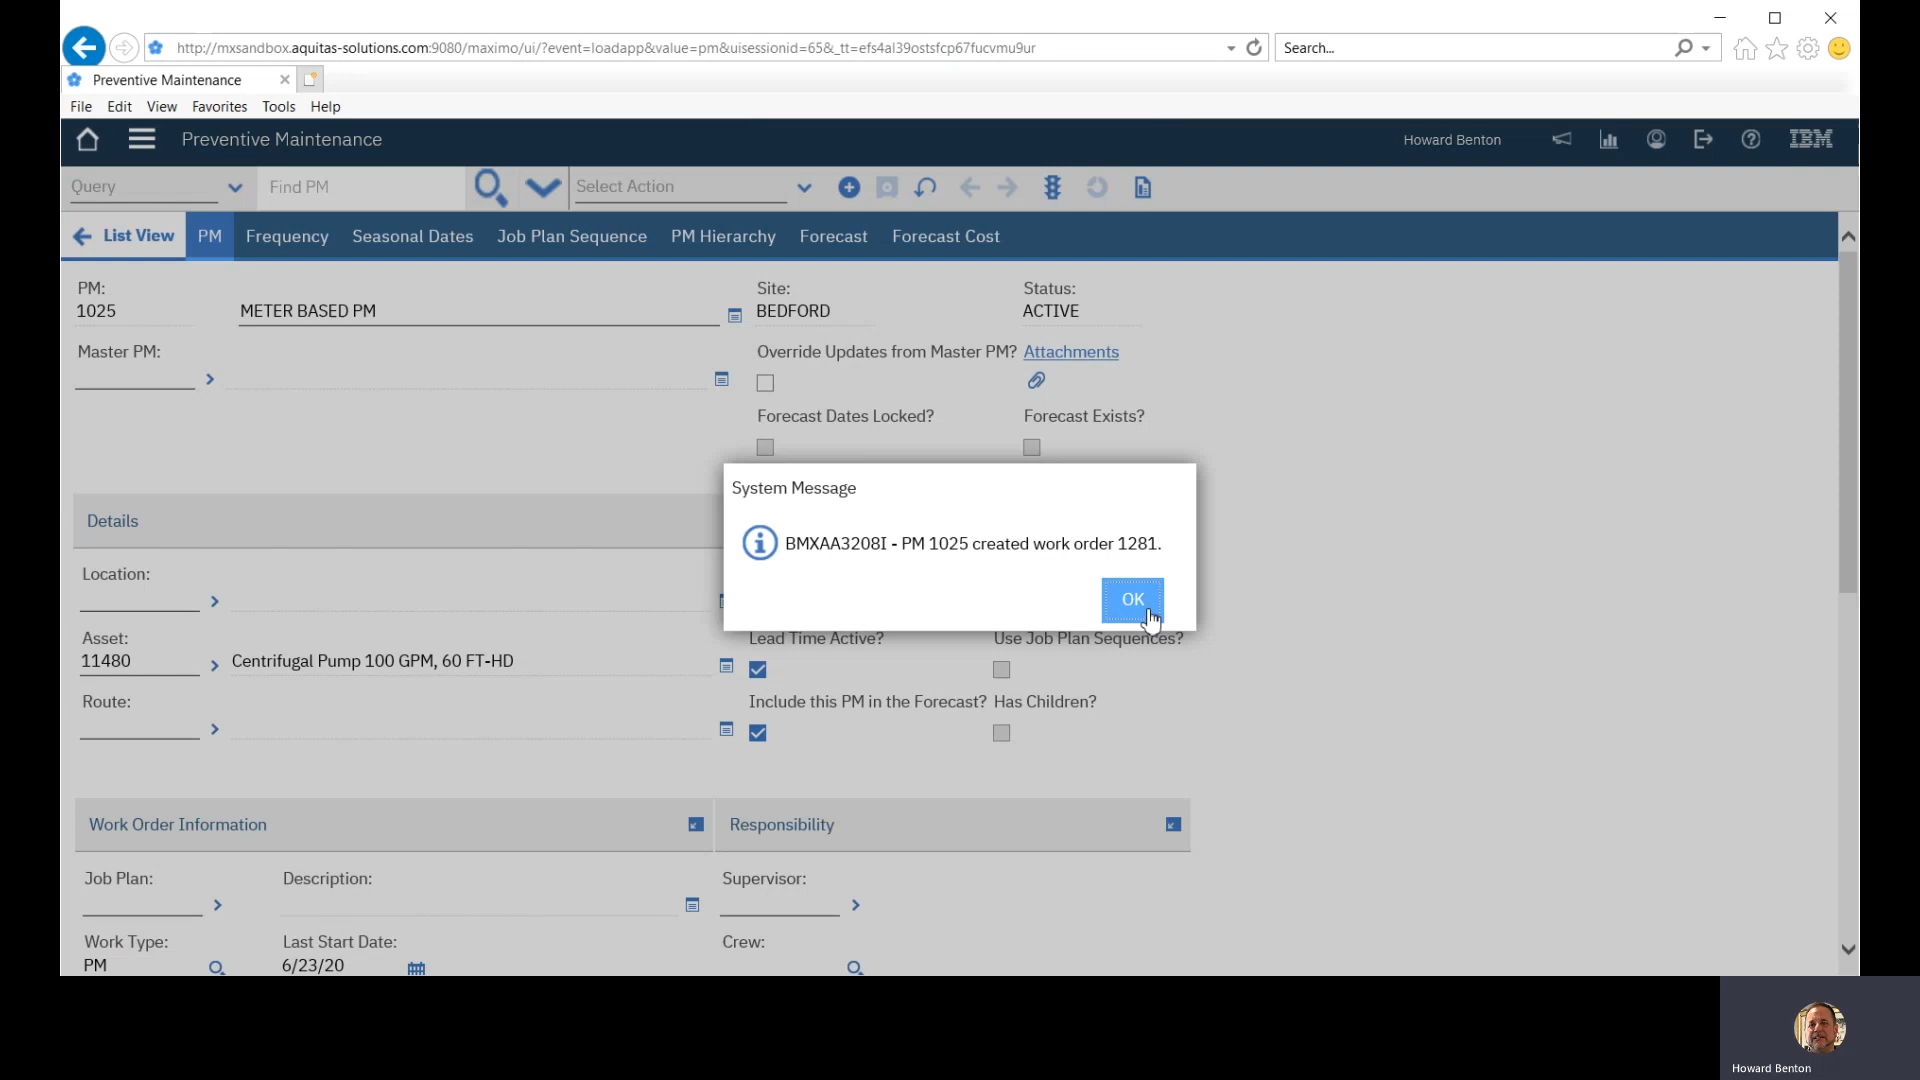 http://mxsandbox.aquitas-solutions.com:9080/maximo/ui/?event=loadapp&value=pm&uisessionid=65&_tt=efs4al39ostsfcp67fucvmu9ur
Search...
Preventive Maintenance
File Edit View Favorites Tools Help
Preventive Maintenance
Howard Benton
IBM
Query
Find PM
Select Action
List View PM Frequency Seasonal Dates Job Plan Sequence PM Hierarchy Forecast Forecast Cost
PM: Site: Status:
1025 METER BASED PM BEDFORD ACTIVE
Master PM: Override Updates from Master PM? Attachments
Forecast Dates Locked? Forecast Exists?
System Message
BMXAA3208I - PM 1025 created work order 1281.
OK
Details
Location:
Asset: Lead Time Active? Use Job Plan Sequences?
11480 Centrifugal Pump 100 GPM, 60 FT-HD
Route: Include this PM in the Forecast? Has Children?
Work Order Information Responsibility
Job Plan: Description: Supervisor:
Work Type: Last Start Date: Crew:
PM 6/23/20
Howard Benton